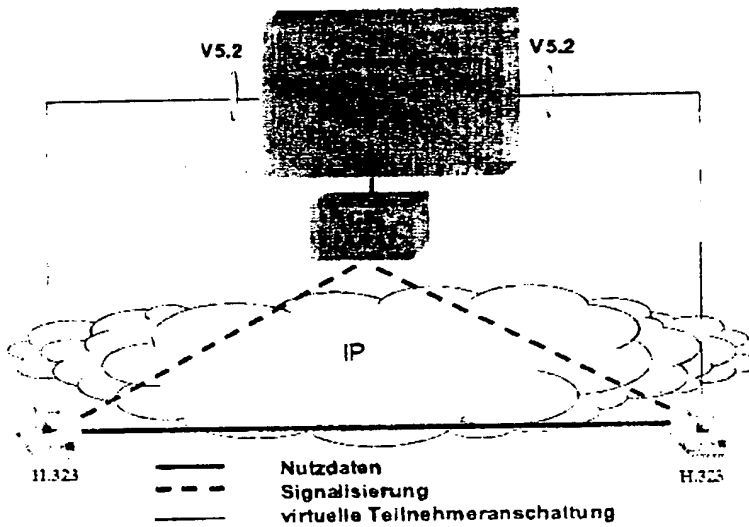 V5.2
V5.2
IP
H.323
H.323
Nutzdaten
Signalisierung
virtuelle Teilnehmeranschaltung